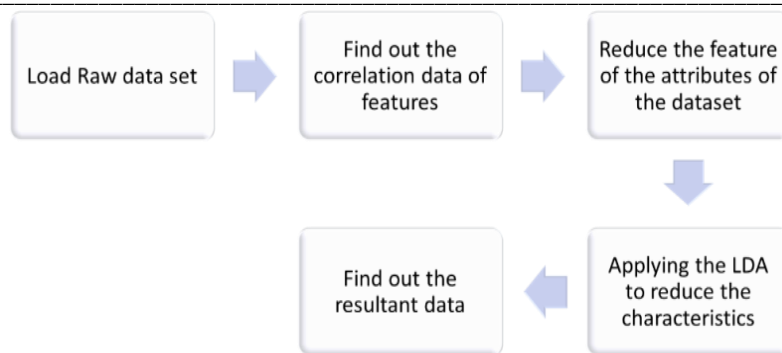 Load Raw data set
Find out the
correlation data of
features
Reduce the feature
of the attributes of
the dataset
Applying the LDA
to reduce the
characteristics
Find out the
resultant data